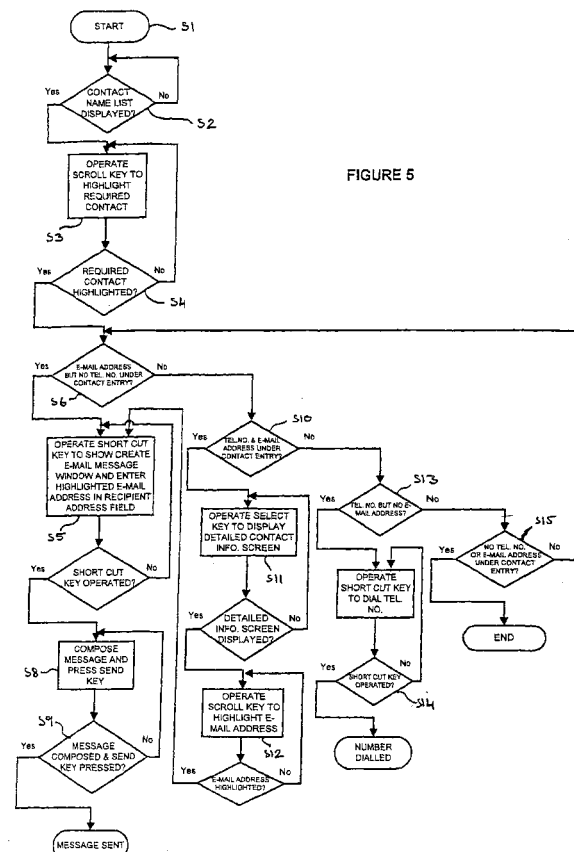 START
S1
CONTACT
NAME LIST
DISPLAYED?
Yes
No
S2
OPERATE
SCROLL KEY TO
HIGHLIGHT
REQUIRED
CONTACT
S3
FIGURE 5
REQUIRED
CONTACT
HIGHLIGHTED?
Yes
No
S4
E-MAIL ADDRESS
BUT NO TEL. NO. UNDER
CONTACT ENTRY?
Yes
No
S6
OPERATE SHORT CUT
KEY TO SHOW CREATE
E-MAIL MESSAGE
WINDOW AND ENTER
HIGHLIGHTED E-MAIL
ADDRESS IN RECIPIENT
ADDRESS FIELD
S5
SHORT CUT
KEY OPERATED?
Yes
No
COMPOSE
MESSAGE AND
PRESS SEND
KEY
S8
S9
MESSAGE
COMPOSED & SEND
KEY PRESSED?
Yes
No
MESSAGE SENT
S10
TEL.NO. & E-MAIL
ADDRESS UNDER
CONTACT ENTRY?
Yes
No
OPERATE SELECT
KEY TO DISPLAY
DETAILED CONTACT
INFO. SCREEN
S11
DETAILED
INFO. SCREEN
DISPLAYED?
Yes
No
OPERATE
SCROLL KEY TO
HIGHLIGHT E-
MAIL ADDRESS
S12
E-MAIL ADDRESS
HIGHLIGHTED?
Yes
No
S13
TEL. NO. BUT NO E-
MAIL ADDRESS?
Yes
No
OPERATE
SHORT CUT KEY
TO DIAL TEL.
NO.
SHORT CUT KEY
OPERATED?
Yes
No
S14
NUMBER
DIALLED
S15
NO TEL. NO.
OR E-MAIL ADDRESS
UNDER CONTACT
ENTRY?
Yes
No
END